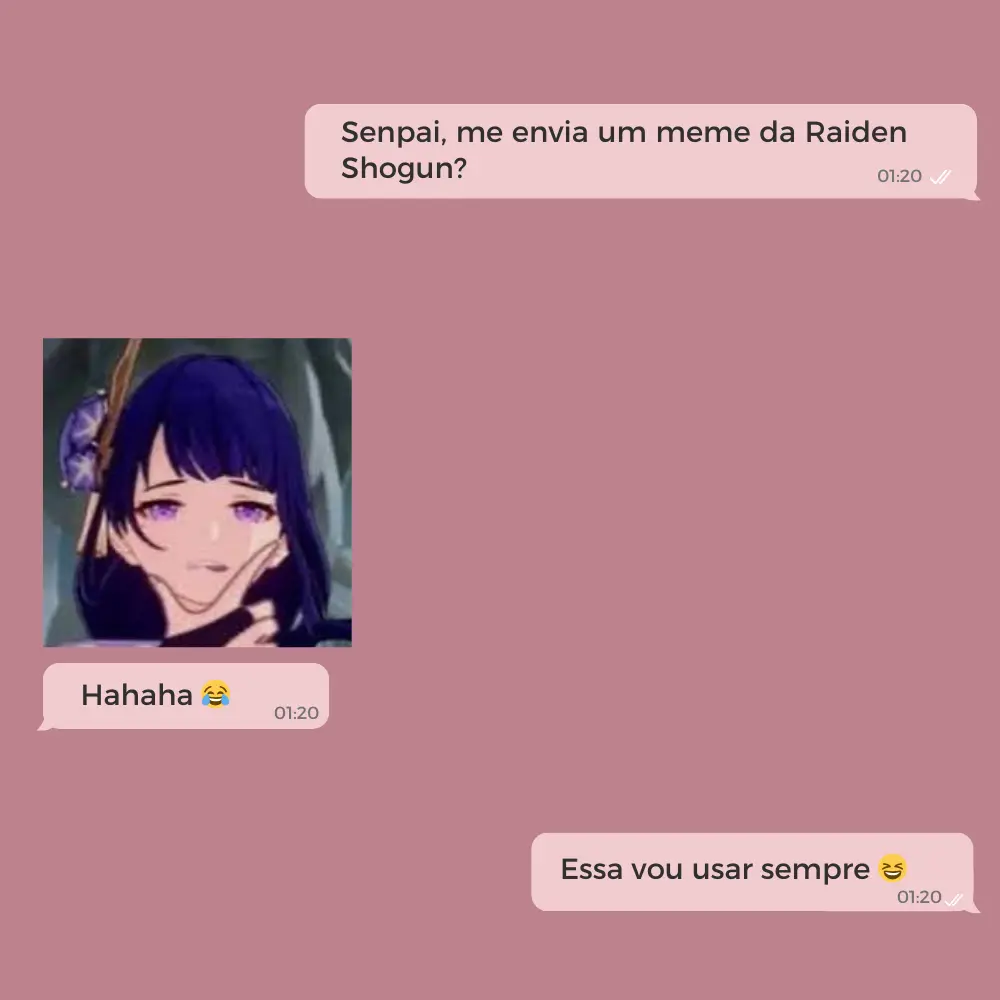 Senpai, me envia um meme da Raiden
Shogun?
01:20
Hahaha 😂
01:20
Essa vou usar sempre 😆
01:20